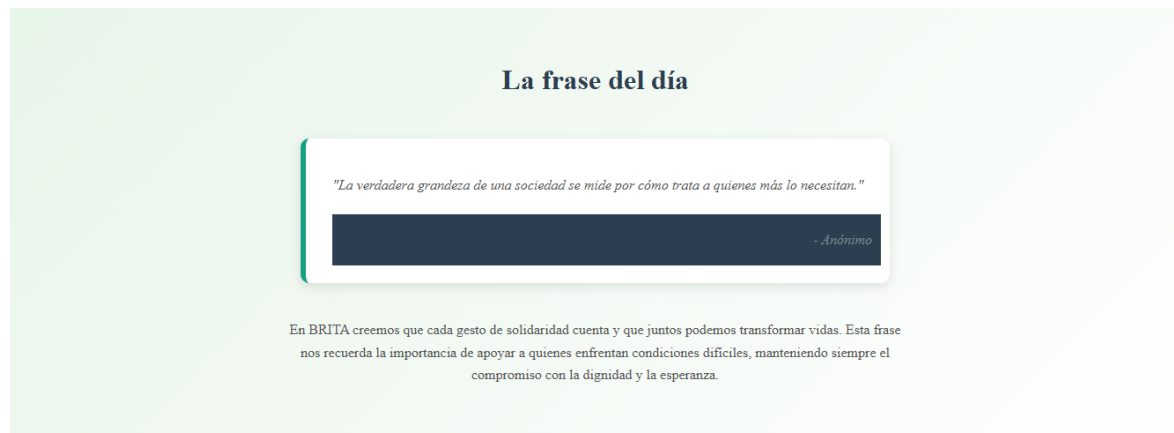 La frase del día
"La verdadera grandeza de una sociedad se mide por cómo trata a quienes más lo necesitan."
- Anónimo
En BRITA creemos que cada gesto de solidaridad cuenta y que juntos podemos transformar vidas. Esta frase
nos recuerda la importancia de apoyar a quienes enfrentan condiciones difíciles, manteniendo siempre el
compromiso con la dignidad y la esperanza.